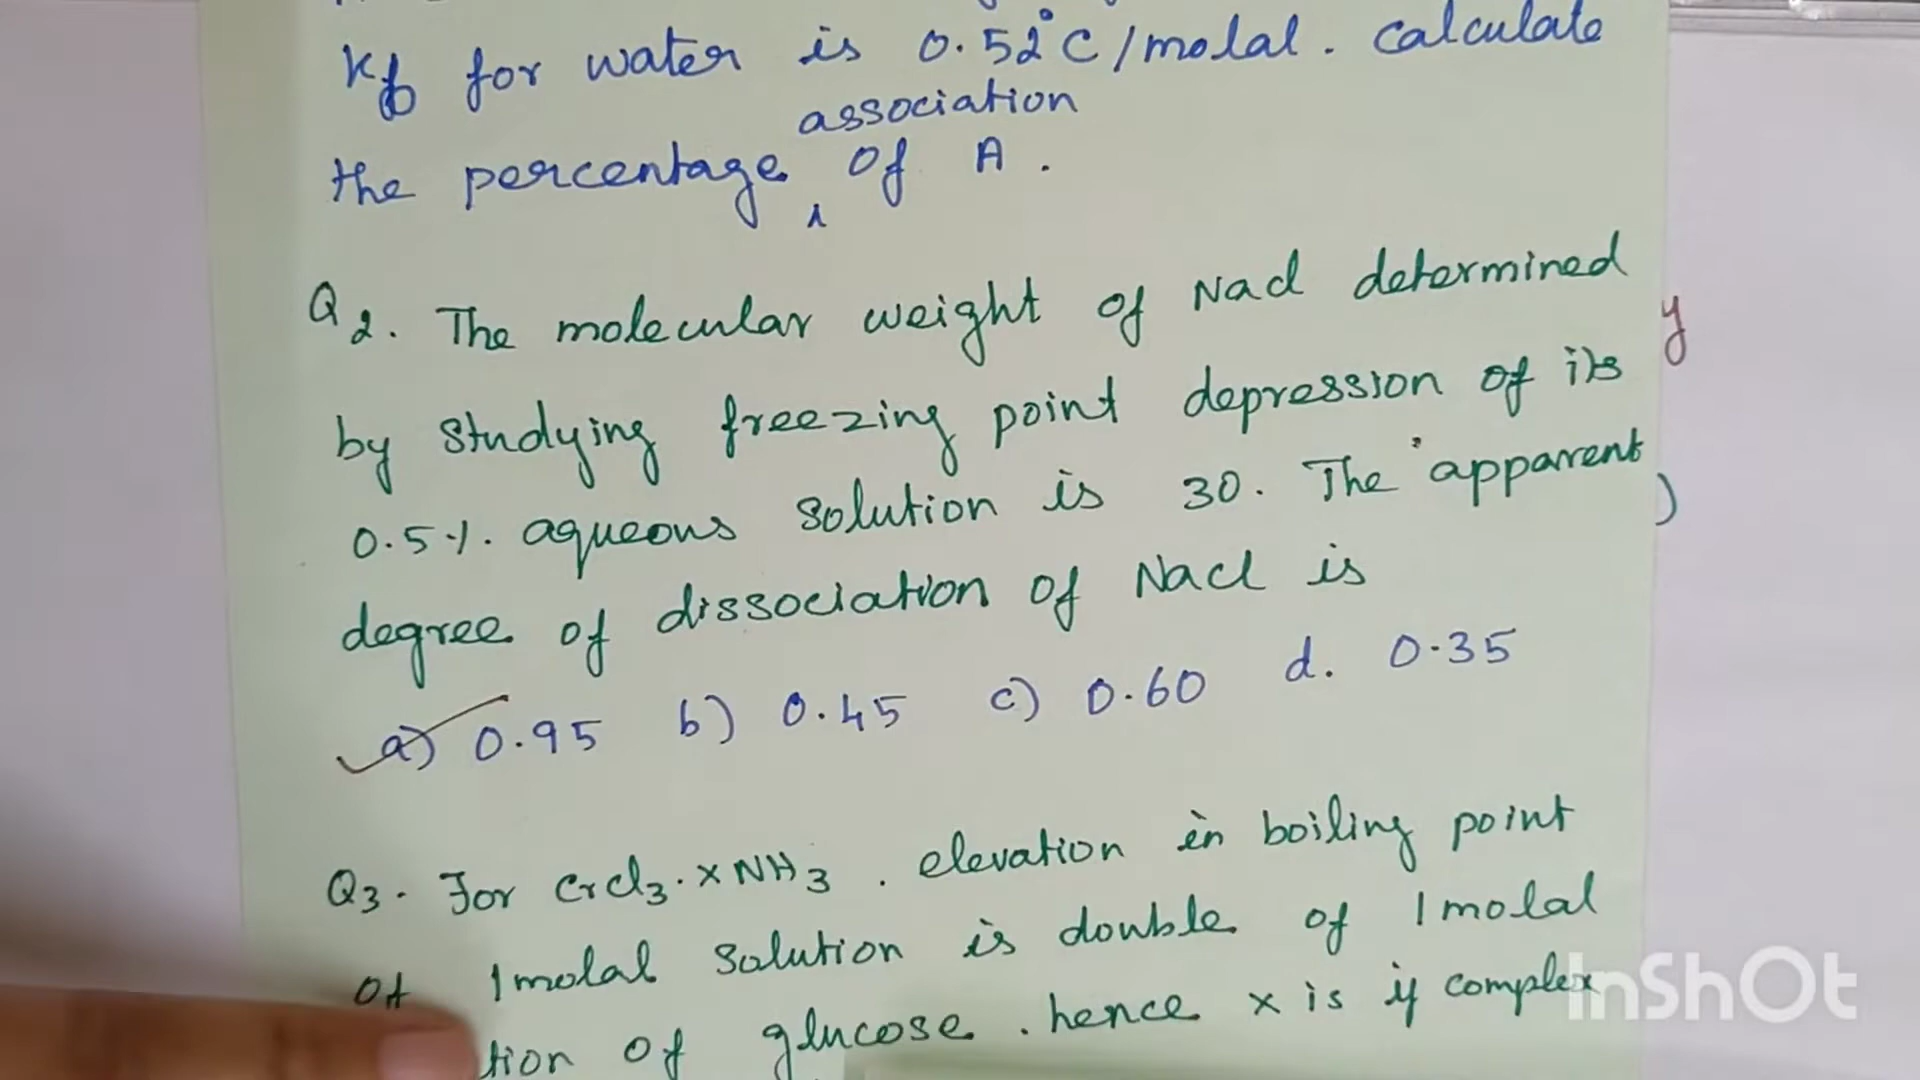 Kb for water is 0.52°C/molal. Calculate
association
the percentage ʌ of A.
Q2. The molecular weight of Nacl determined
by studying freezing point depression of its
0.5%. aqueous solution is 30. The apparent
degree of dissociation of Nacl is
a) 0.95 b) 0.45 c) 0.60 d. 0.35
Q3. For CrCl3.xNH3. elevation in boiling point
of 1molal solution is double of 1molal
tion of glucose. hence x is if complex
y
)
InShOt